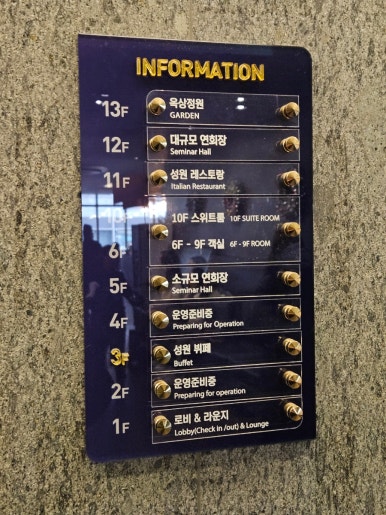 INFORMATION
13F 옥상정원
GARDEN
12F 대규모 연회장
Seminar Hall
11F 성원 레스토랑
Italian Restaurant
10F 스위트룸 10F SUITE ROOM
6F 6F - 9F 객실 6F - 9F ROOM
5F 소규모 연회장
Seminar Hall
4F 운영준비중
Preparing for Operation
3F 성원 뷔페
Buffet
2F 운영준비중
Preparing for operation
1F 로비 & 라운지
Lobby(Check in /out) & Lounge